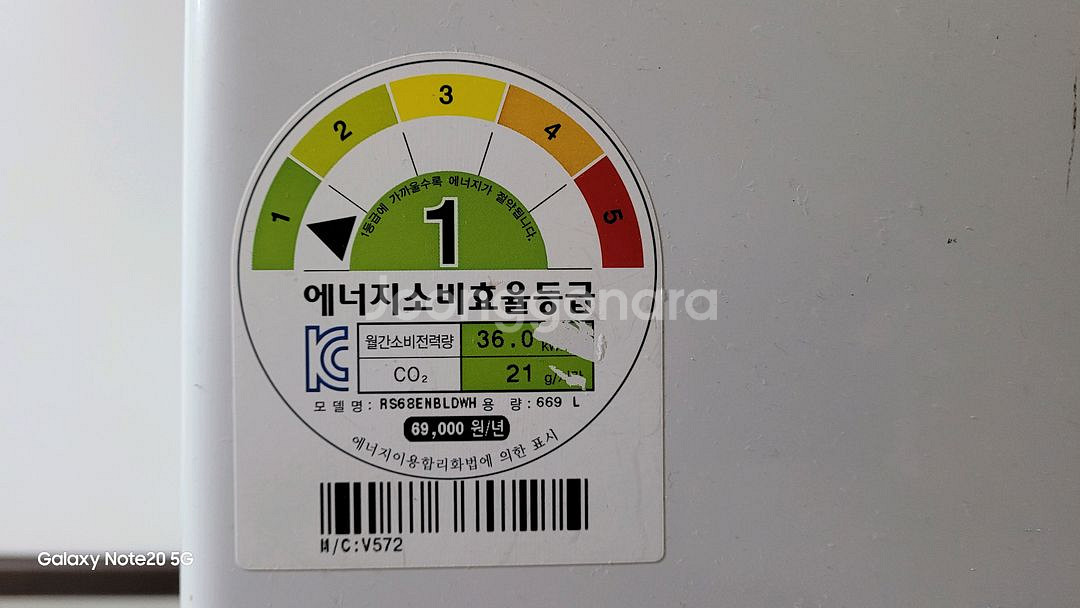 1 2 3 4 5
1등급에 가까울수록 에너지가 절약됩니다.
1
에너지소비효율등급
Joonggonara
월간소비전력량 36.0
CO₂ 21
모델명: RS68ENBLDWH 용 량: 669 L
69,000 원/년
에너지이용합리화법에 의한 표시
M/C:V572
Galaxy Note20 5G